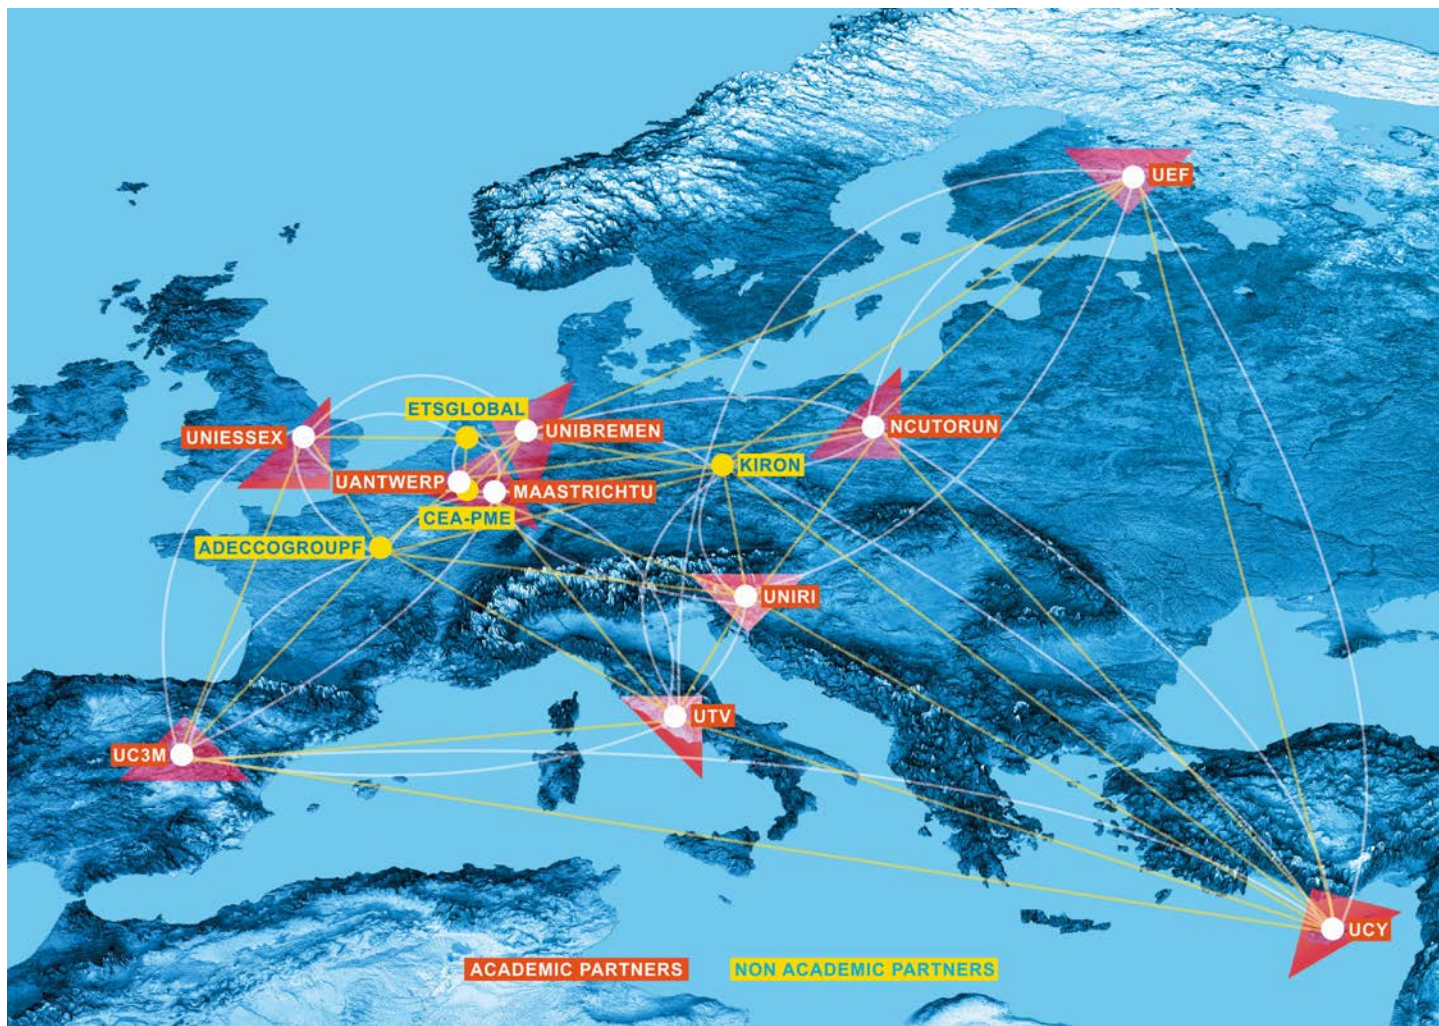 UEF
ETSGLOBAL
UNIESSEX
UNIBREMEN
NCUTORUN
KIRON
UANTWERP
MAASTRICHTU
CEA-PME
ADECCOGROUPF
UNIRI
UTV
UC3M
UCY
ACADEMIC PARTNERS
NON ACADEMIC PARTNERS